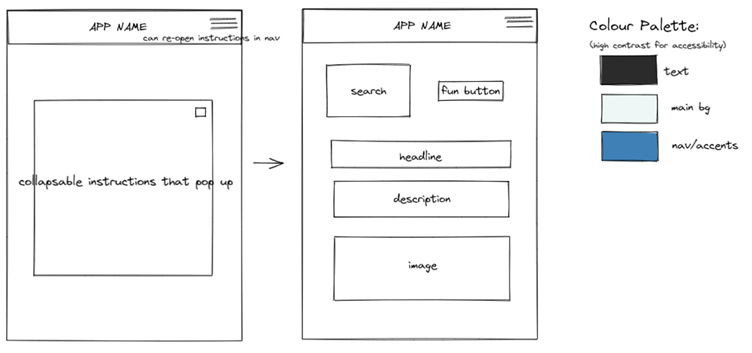 APP NAME
can re-open instructions in nav
collapsable instructions that pop up
APP NAME
search
fun button
headline
description
image
Colour Palette:
(high contrast for accessibility)
text
main bg
nav/accents